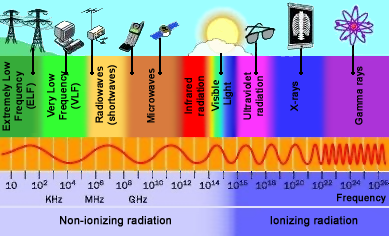 Extremely Low
Frequency
(ELF)
Very Low
Frequency
(VLF)
Radiowaves
(shortwaves)
Microwaves
Infrared
radiation
Visible
Light
Ultraviolet
radiation
X-rays
Gamma rays
10 10² 10⁴ 10⁶ 10⁸ 10¹⁰ 10¹² 10¹⁴ 10¹⁶ 10¹⁸ 10²⁰ 10²² 10²⁴ 10²⁶
KHz MHz GHz Frequency
Non-ionizing radiation Ionizing radiation